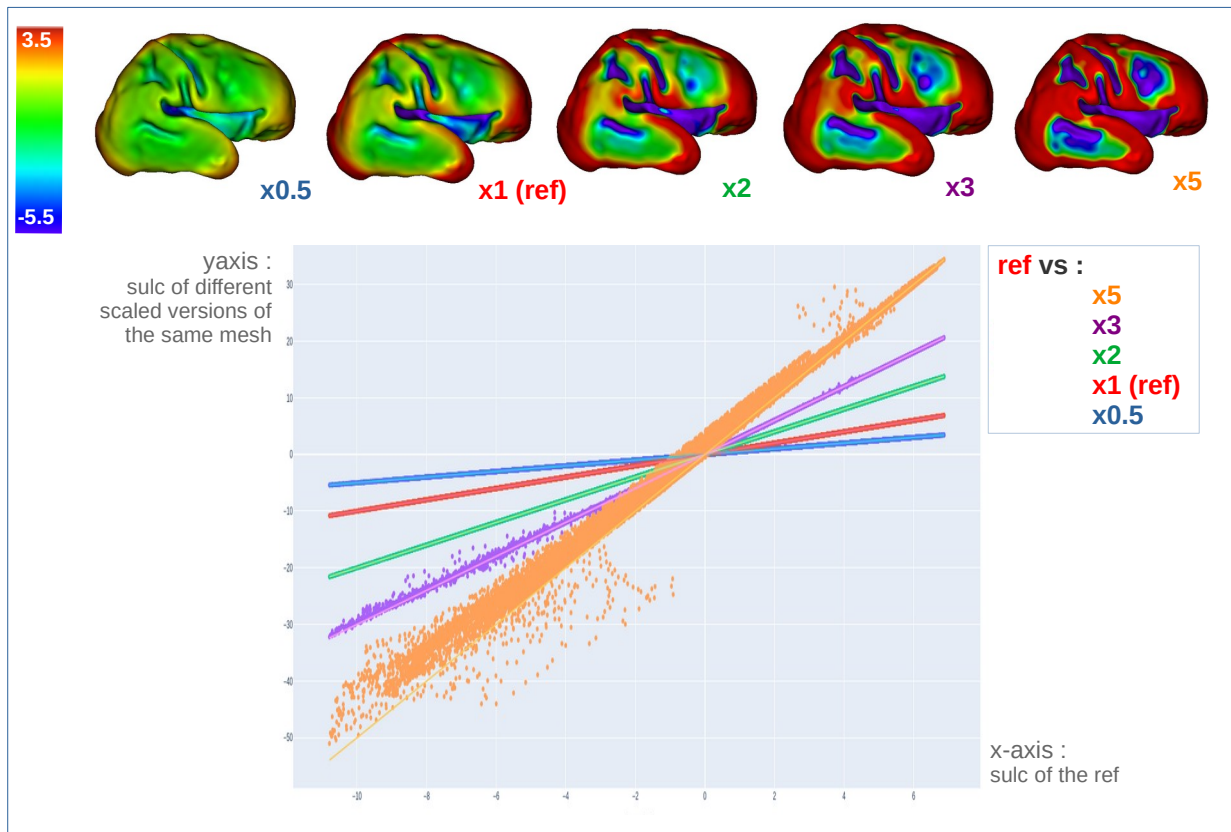 3.5
-5.5
x0.5
x1 (ref)
x2
x3
x5
yaxis :
sulc of different
scaled versions of
the same mesh
30
20
10
0
-10
-20
-30
-40
-50
-10
-8
-6
-4
-2
0
2
4
6
ref vs :
x5
x3
x2
x1 (ref)
x0.5
x-axis :
sulc of the ref